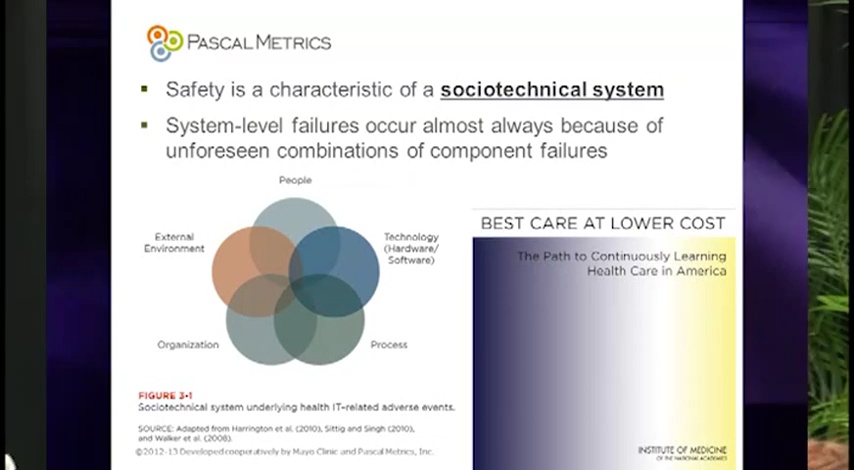 PASCAL METRICS
Safety is a characteristic of a sociotechnical system
System-level failures occur almost always because of
unforeseen combinations of component failures
People
External
Environment
Technology
(Hardware/
Software)
Organization
Process
FIGURE 3-1
Sociotechnical system underlying health IT-related adverse events.
SOURCE: Adapted from Harrington et al. (2010), Sittig and Singh (2010),
and Walker et al. (2008).
©2012-13 Developed cooperatively by Mayo Clinic and Pascal Metrics, Inc.
BEST CARE AT LOWER COST
The Path to Continuously Learning
Health Care in America
INSTITUTE OF MEDICINE
OF THE NATIONAL ACADEMIES